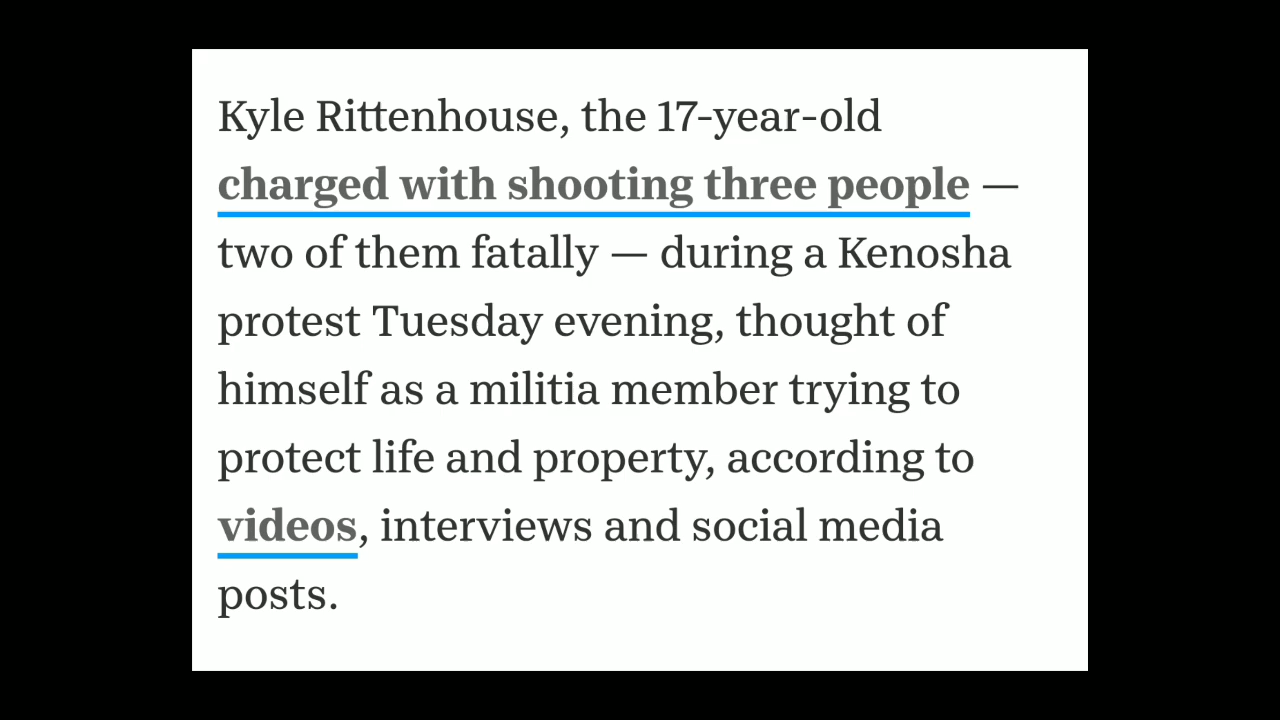 Kyle Rittenhouse, the 17-year-old
charged with shooting three people —
two of them fatally — during a Kenosha
protest Tuesday evening, thought of
himself as a militia member trying to
protect life and property, according to
videos, interviews and social media
posts.